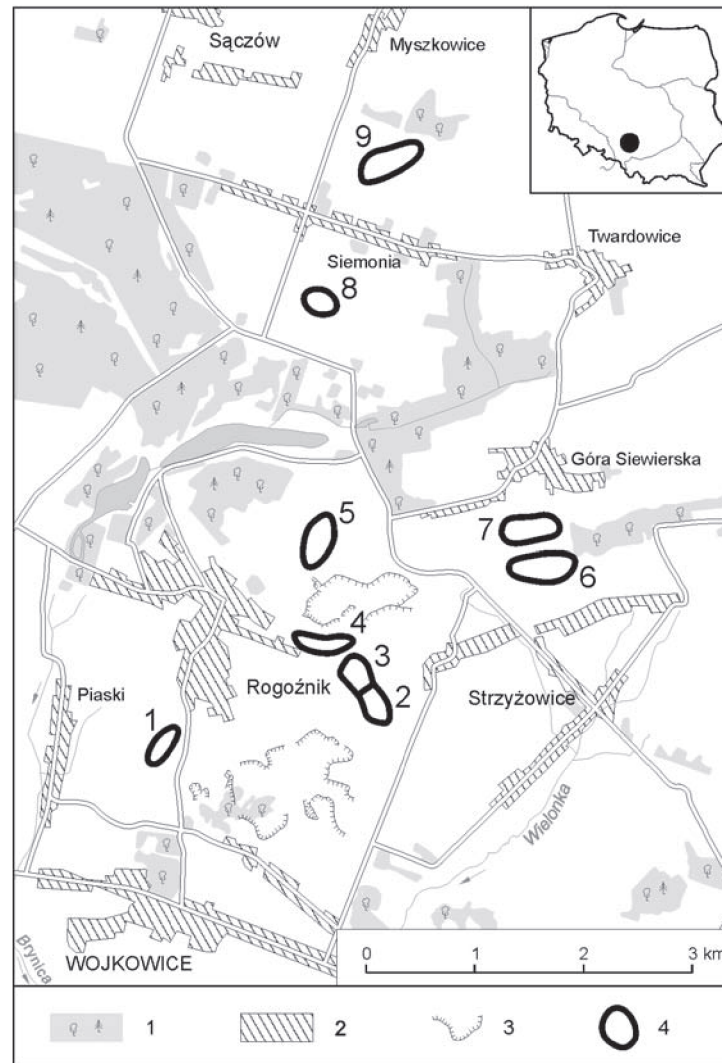 Sączów
Myszkowice
9
Twardowice
Siemonia
8
Góra Siewierska
5
7
6
4
3
Rogoźnik
2
Strzyżowice
Piaski
1
Wielonka
Brynica
WOJKOWICE
0 1 2 3 km
1 2 3 4